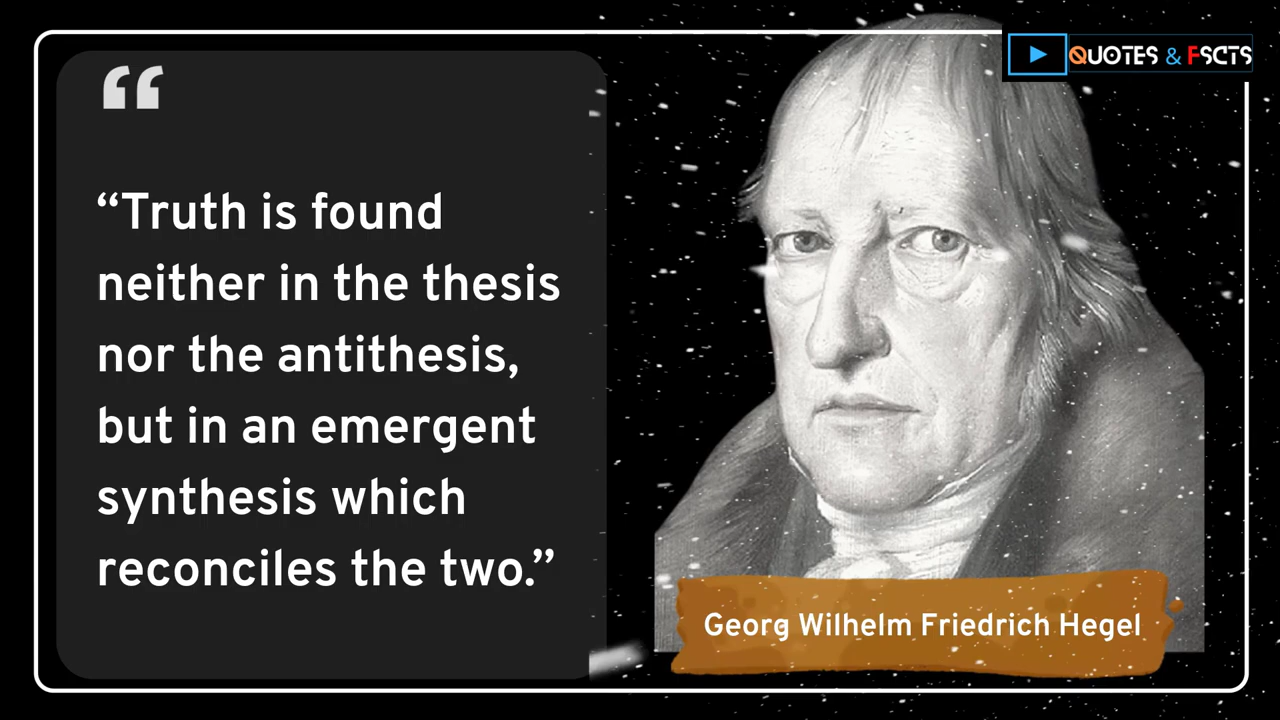 QUOTES & FSCTS
“
“Truth is found
neither in the thesis
nor the antithesis,
but in an emergent
synthesis which
reconciles the two.”
Georg Wilhelm Friedrich Hegel